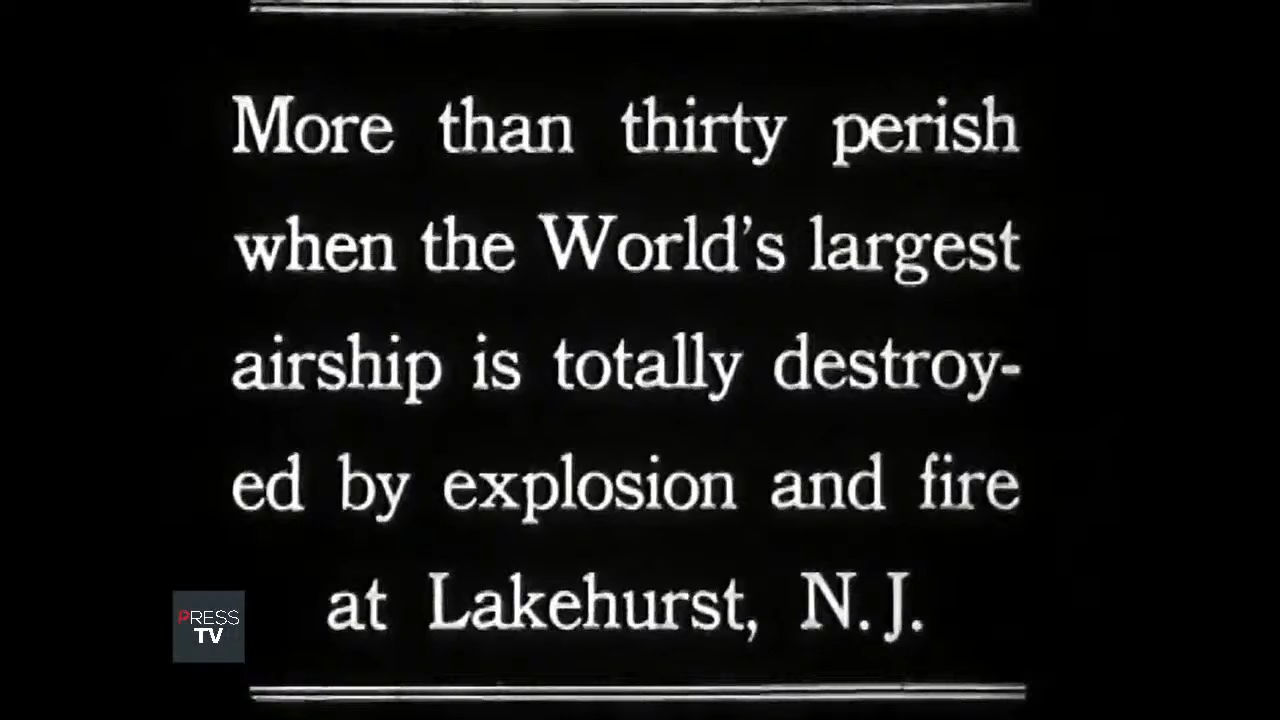 More than thirty perish
when the World's largest
airship is totally destroy-
ed by explosion and fire
at Lakehurst, N. J.
PRESS
TV